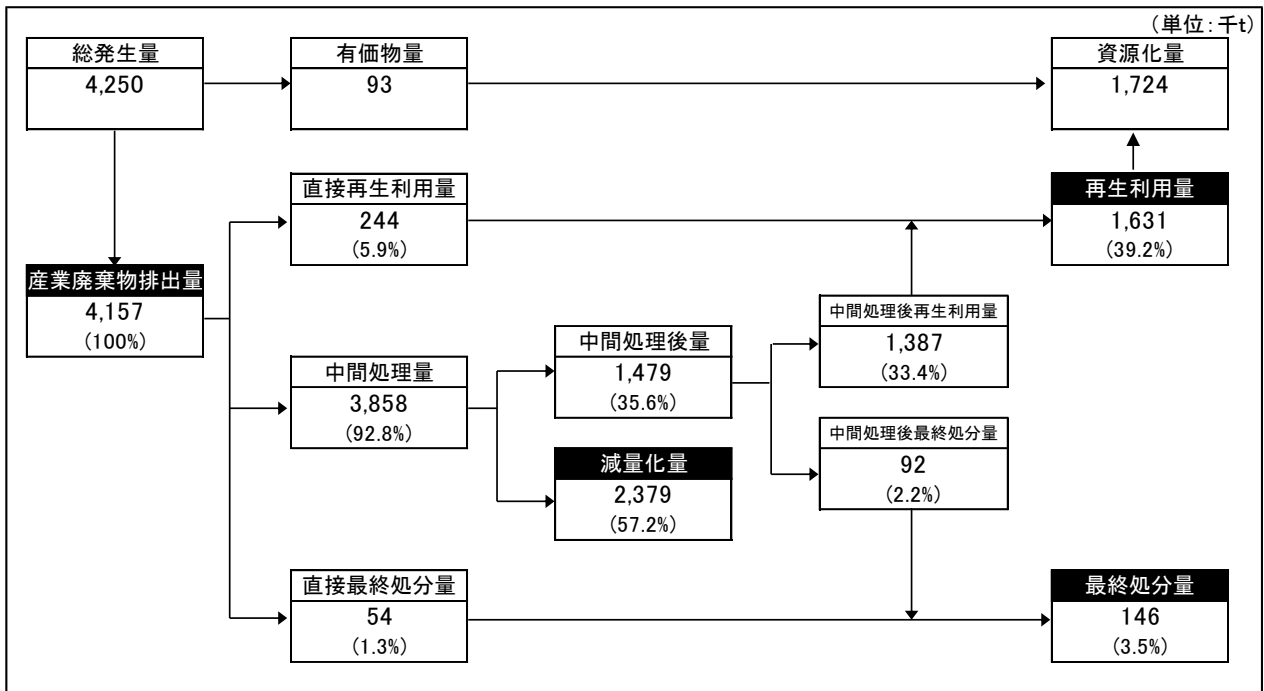 (単位:千t)
総発生量
4,250
有価物量
93
資源化量
1,724
直接再生利用量
244
(5.9%)
再生利用量
1,631
(39.2%)
産業廃棄物排出量
4,157
(100%)
中間処理量
3,858
(92.8%)
中間処理後量
1,479
(35.6%)
中間処理後再生利用量
1,387
(33.4%)
減量化量
2,379
(57.2%)
中間処理後最終処分量
92
(2.2%)
直接最終処分量
54
(1.3%)
最終処分量
146
(3.5%)